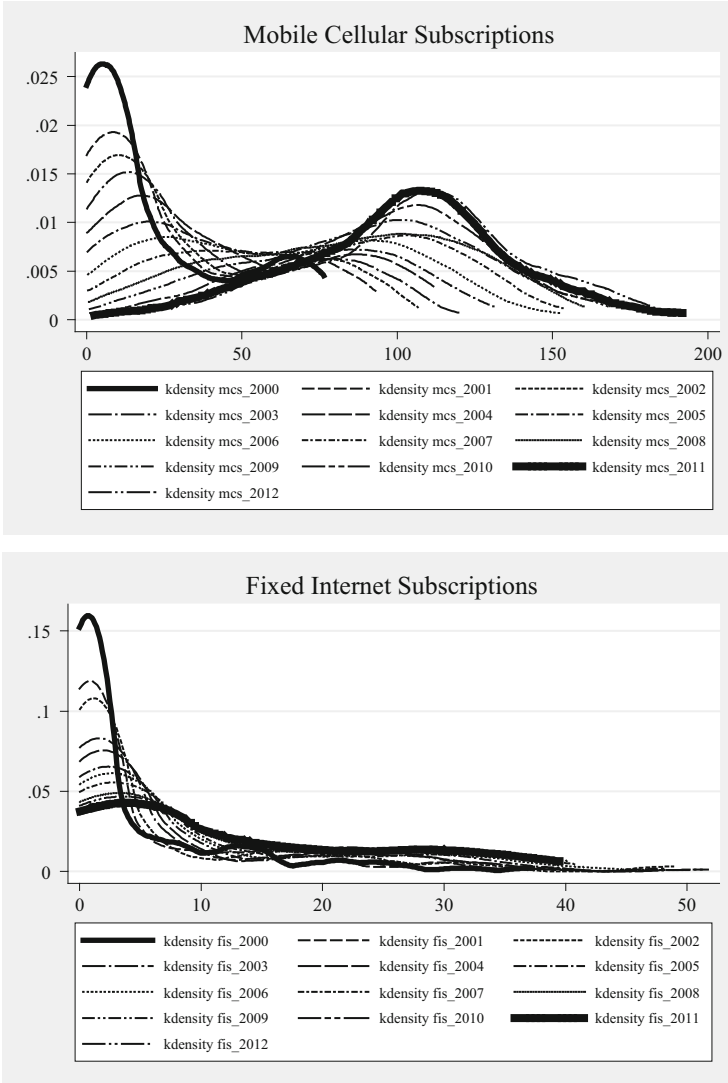 Mobile Cellular Subscriptions
.025
.02
.015
.01
.005
0
0 50 100 150 200
kdensity mcs_2000 kdensity mcs_2001 kdensity mcs_2002
kdensity mcs_2003 kdensity mcs_2004 kdensity mcs_2005
kdensity mcs_2006 kdensity mcs_2007 kdensity mcs_2008
kdensity mcs_2009 kdensity mcs_2010 kdensity mcs_2011
kdensity mcs_2012
Fixed Internet Subscriptions
.15
.1
.05
0
0 10 20 30 40 50
kdensity fis_2000 kdensity fis_2001 kdensity fis_2002
kdensity fis_2003 kdensity fis_2004 kdensity fis_2005
kdensity fis_2006 kdensity fis_2007 kdensity fis_2008
kdensity fis_2009 kdensity fis_2010 kdensity fis_2011
kdensity fis_2012